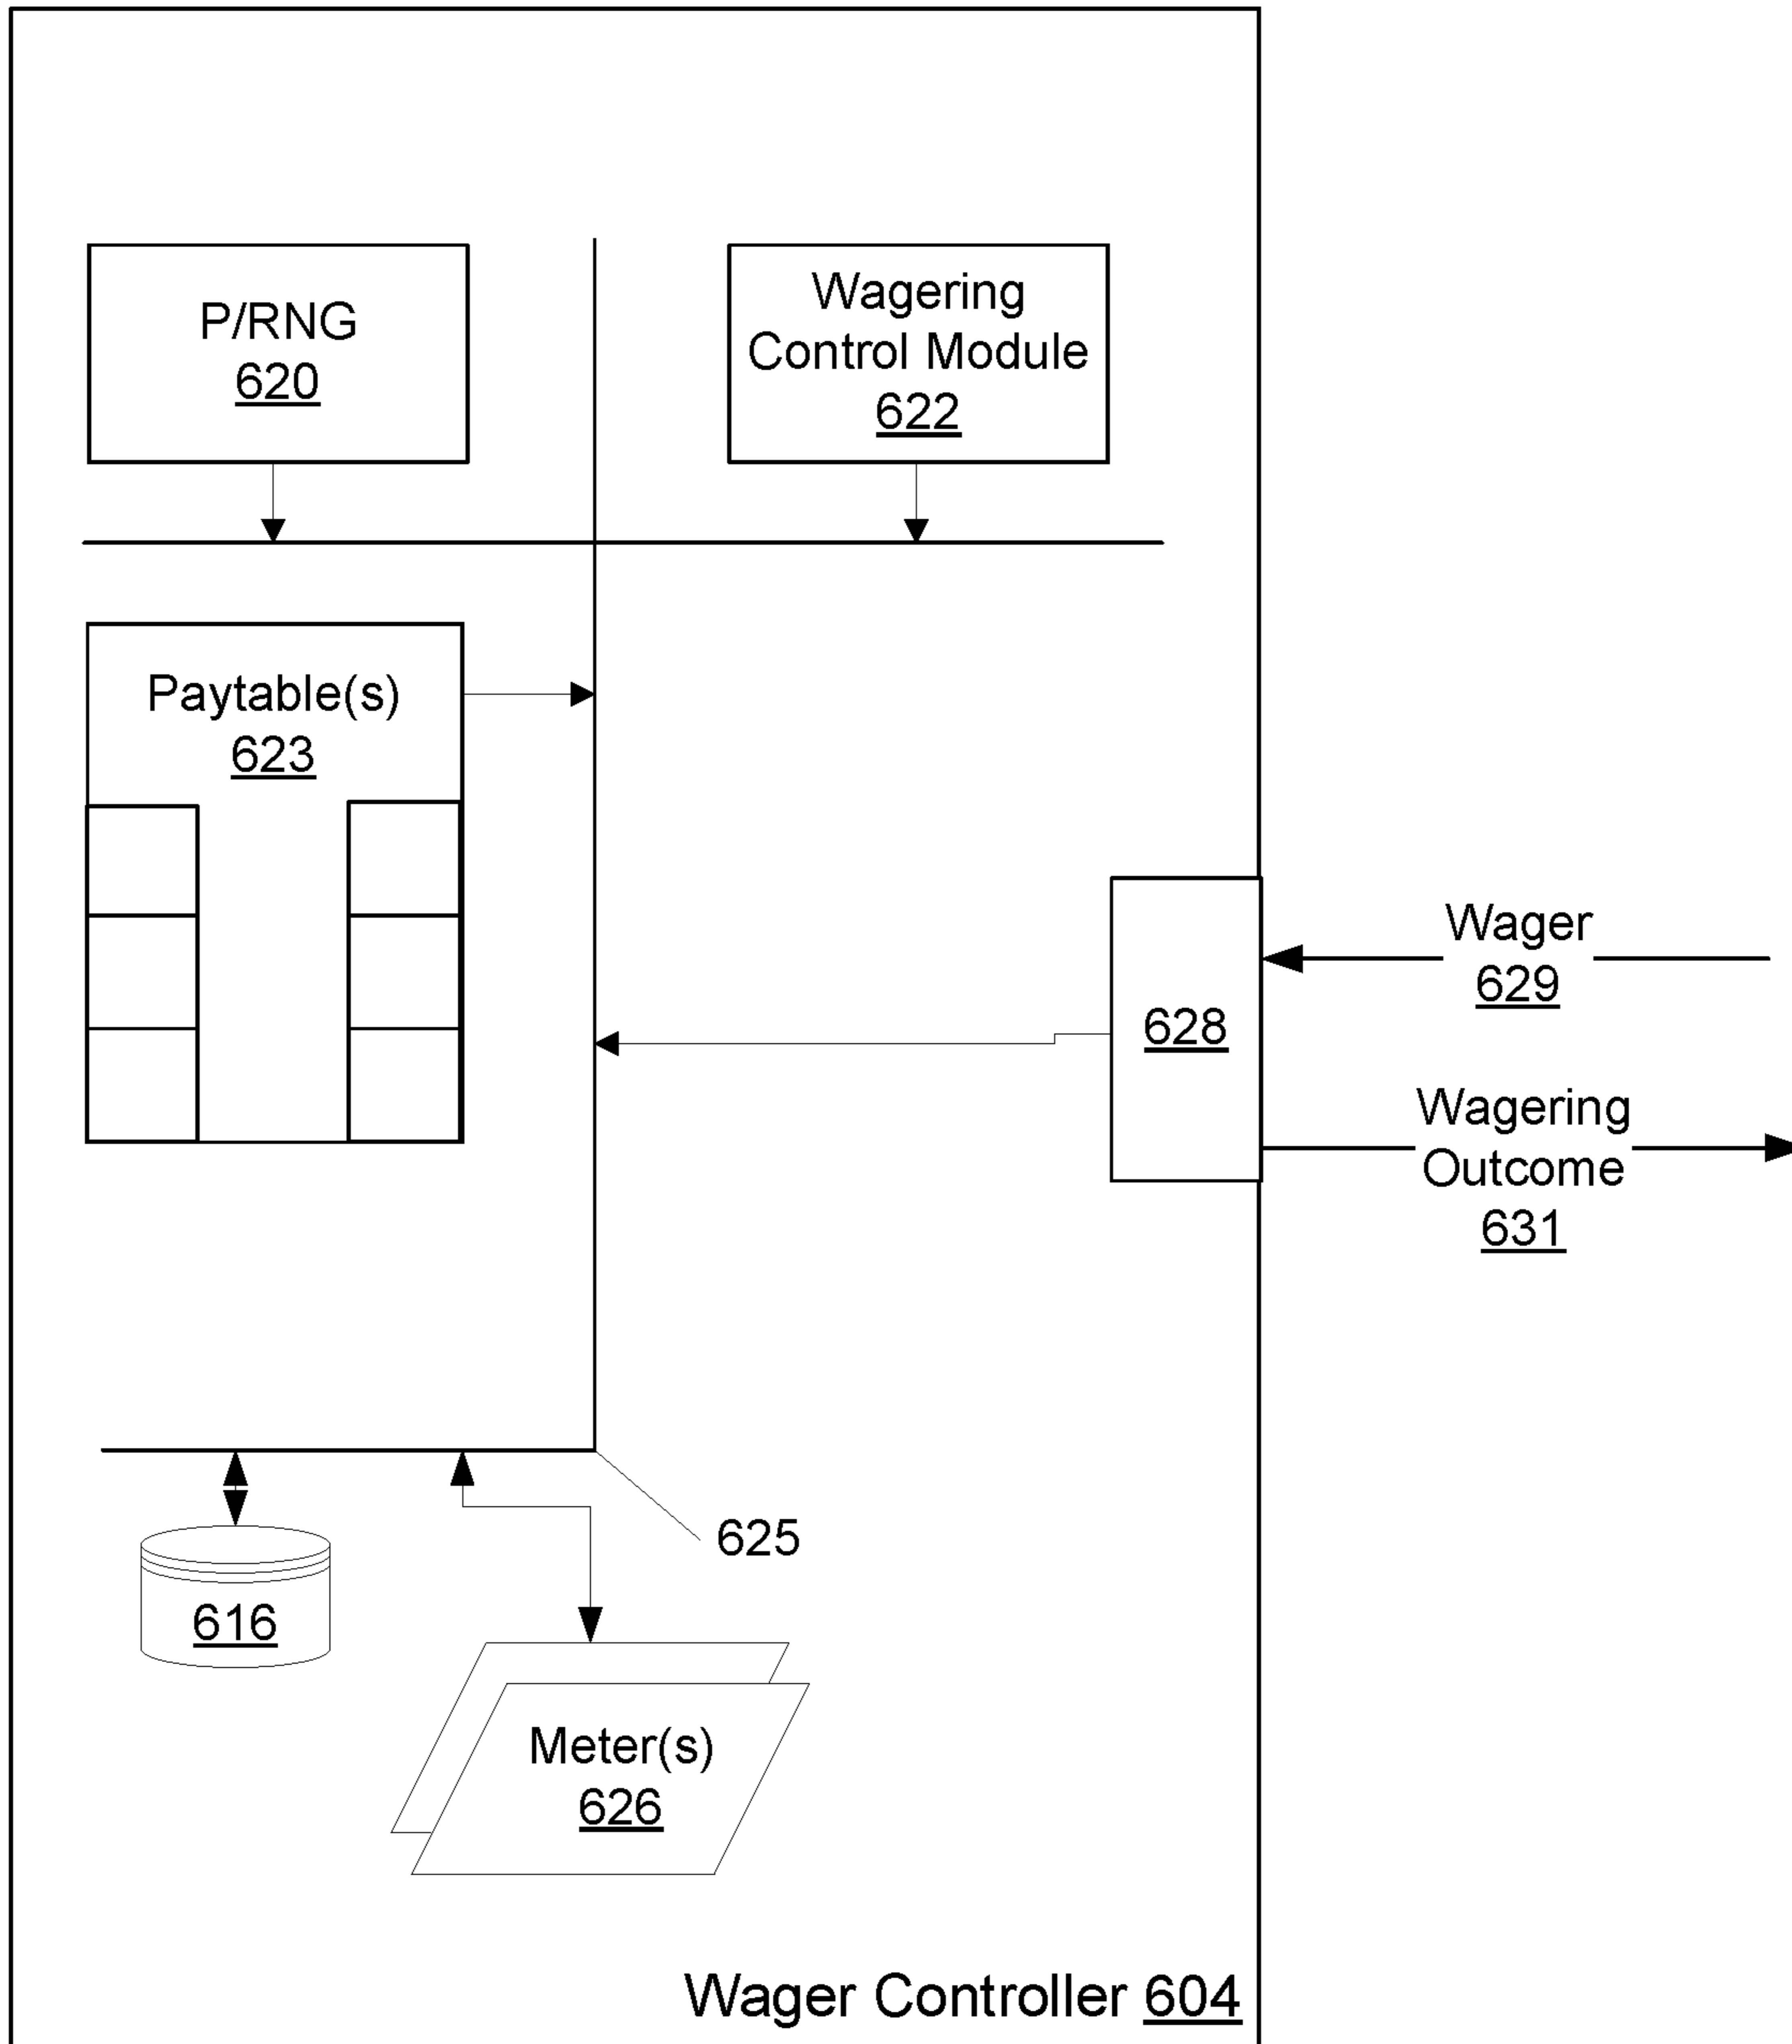 P/RNG
620
Wagering
Control Module
622
Paytable(s)
623
Wager
629
628
Wagering
Outcome
631
625
616
Meter(s)
626
Wager Controller 604